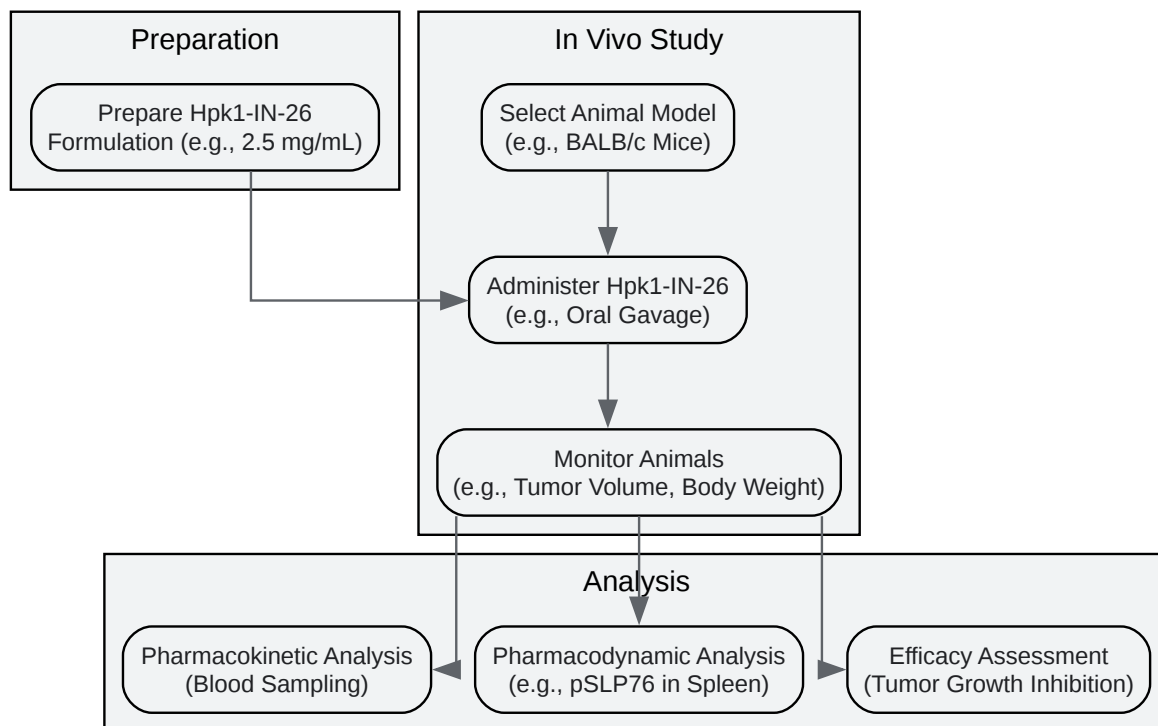 Preparation
Prepare Hpk1-IN-26
Formulation (e.g., 2.5 mg/mL)
In Vivo Study
Select Animal Model
(e.g., BALB/c Mice)
Administer Hpk1-IN-26
(e.g., Oral Gavage)
Monitor Animals
(e.g., Tumor Volume, Body Weight)
Analysis
Pharmacokinetic Analysis
(Blood Sampling)
Pharmacodynamic Analysis
(e.g., pSLP76 in Spleen)
Efficacy Assessment
(Tumor Growth Inhibition)